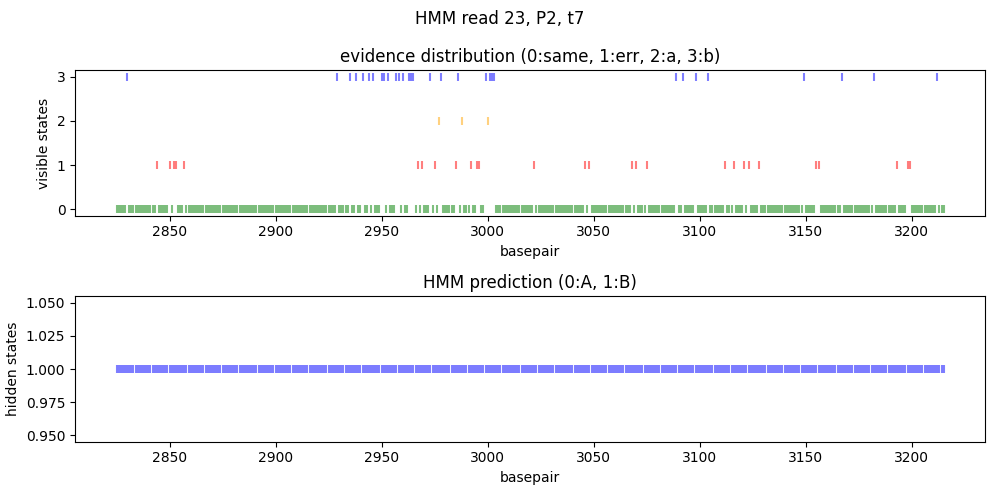 HMM read 23, P2, t7
evidence distribution (0:same, 1:err, 2:a, 3:b)
visible states
3
2
1
0
2850 2900 2950 3000 3050 3100 3150 3200
basepair
HMM prediction (0:A, 1:B)
hidden states
1.050
1.025
1.000
0.975
0.950
2850 2900 2950 3000 3050 3100 3150 3200
basepair